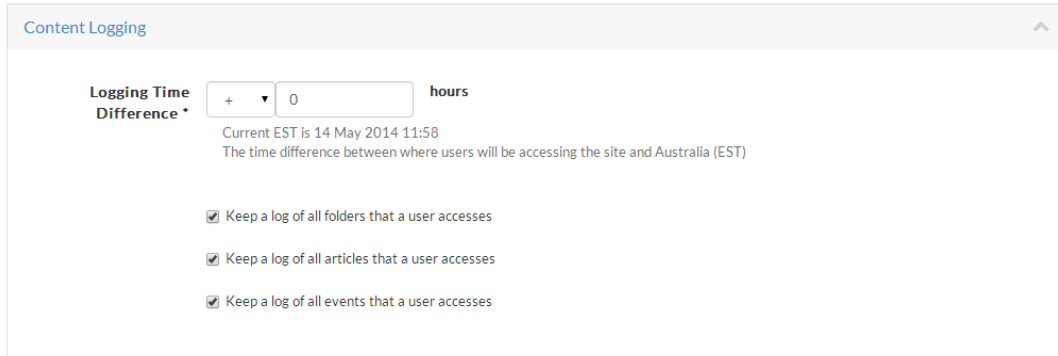 Content Logging
Logging Time + 0 hours
Difference *
Current EST is 14 May 2014 11:58
The time difference between where users will be accessing the site and Australia (EST)
Keep a log of all folders that a user accesses
Keep a log of all articles that a user accesses
Keep a log of all events that a user accesses